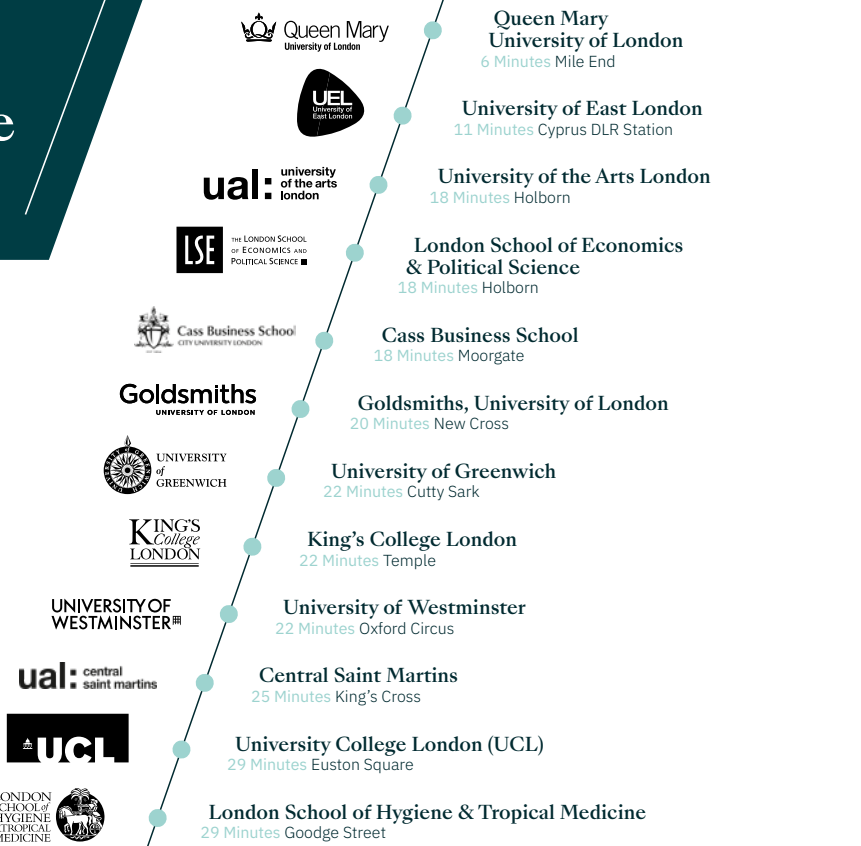 e
Queen Mary
University of London
Queen Mary
University of London
6 Minutes Mile End
UEL
University of
East London
University of East London
11 Minutes Cyprus DLR Station
ual:
university
of the arts
london
University of the Arts London
18 Minutes Holborn
LSE
THE LONDON SCHOOL
OF ECONOMICS AND
POLITICAL SCIENCE
London School of Economics
& Political Science
18 Minutes Holborn
Cass Business School
CITY UNIVERSITY LONDON
Cass Business School
18 Minutes Moorgate
Goldsmiths
UNIVERSITY OF LONDON
Goldsmiths, University of London
20 Minutes New Cross
UNIVERSITY
of
GREENWICH
University of Greenwich
22 Minutes Cutty Sark
KING'S
College
LONDON
King’s College London
22 Minutes Temple
UNIVERSITY OF
WESTMINSTER
University of Westminster
22 Minutes Oxford Circus
ual:
central
saint martins
Central Saint Martins
25 Minutes King’s Cross
UCL
University College London (UCL)
29 Minutes Euston Square
ONDON
CHOOL of
HYGIENE
TROPICAL
MEDICINE
London School of Hygiene & Tropical Medicine
29 Minutes Goodge Street